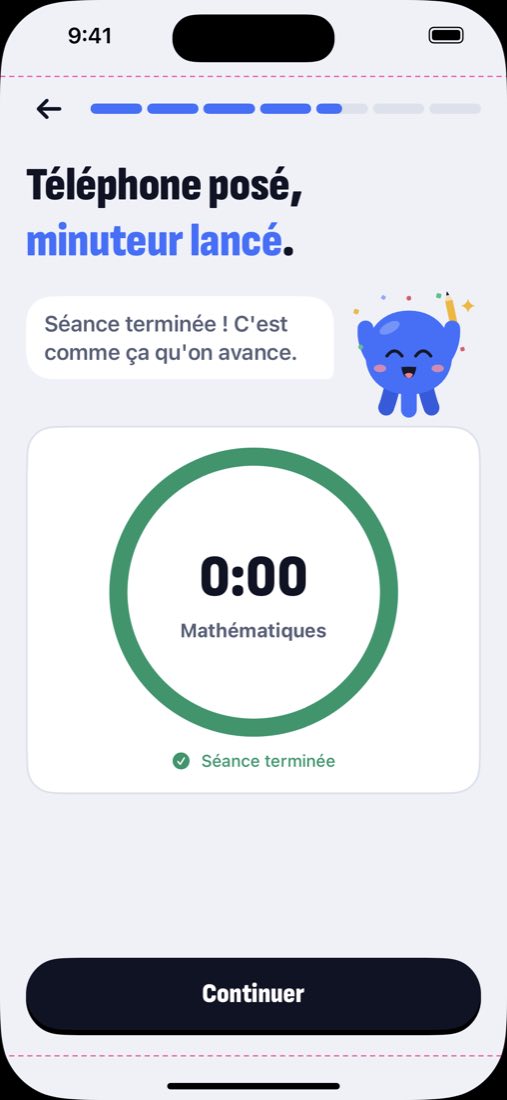 9:41
Téléphone posé,
minuteur lancé.
Séance terminée ! C'est
comme ça qu'on avance.
0:00
Mathématiques
Séance terminée
Continuer